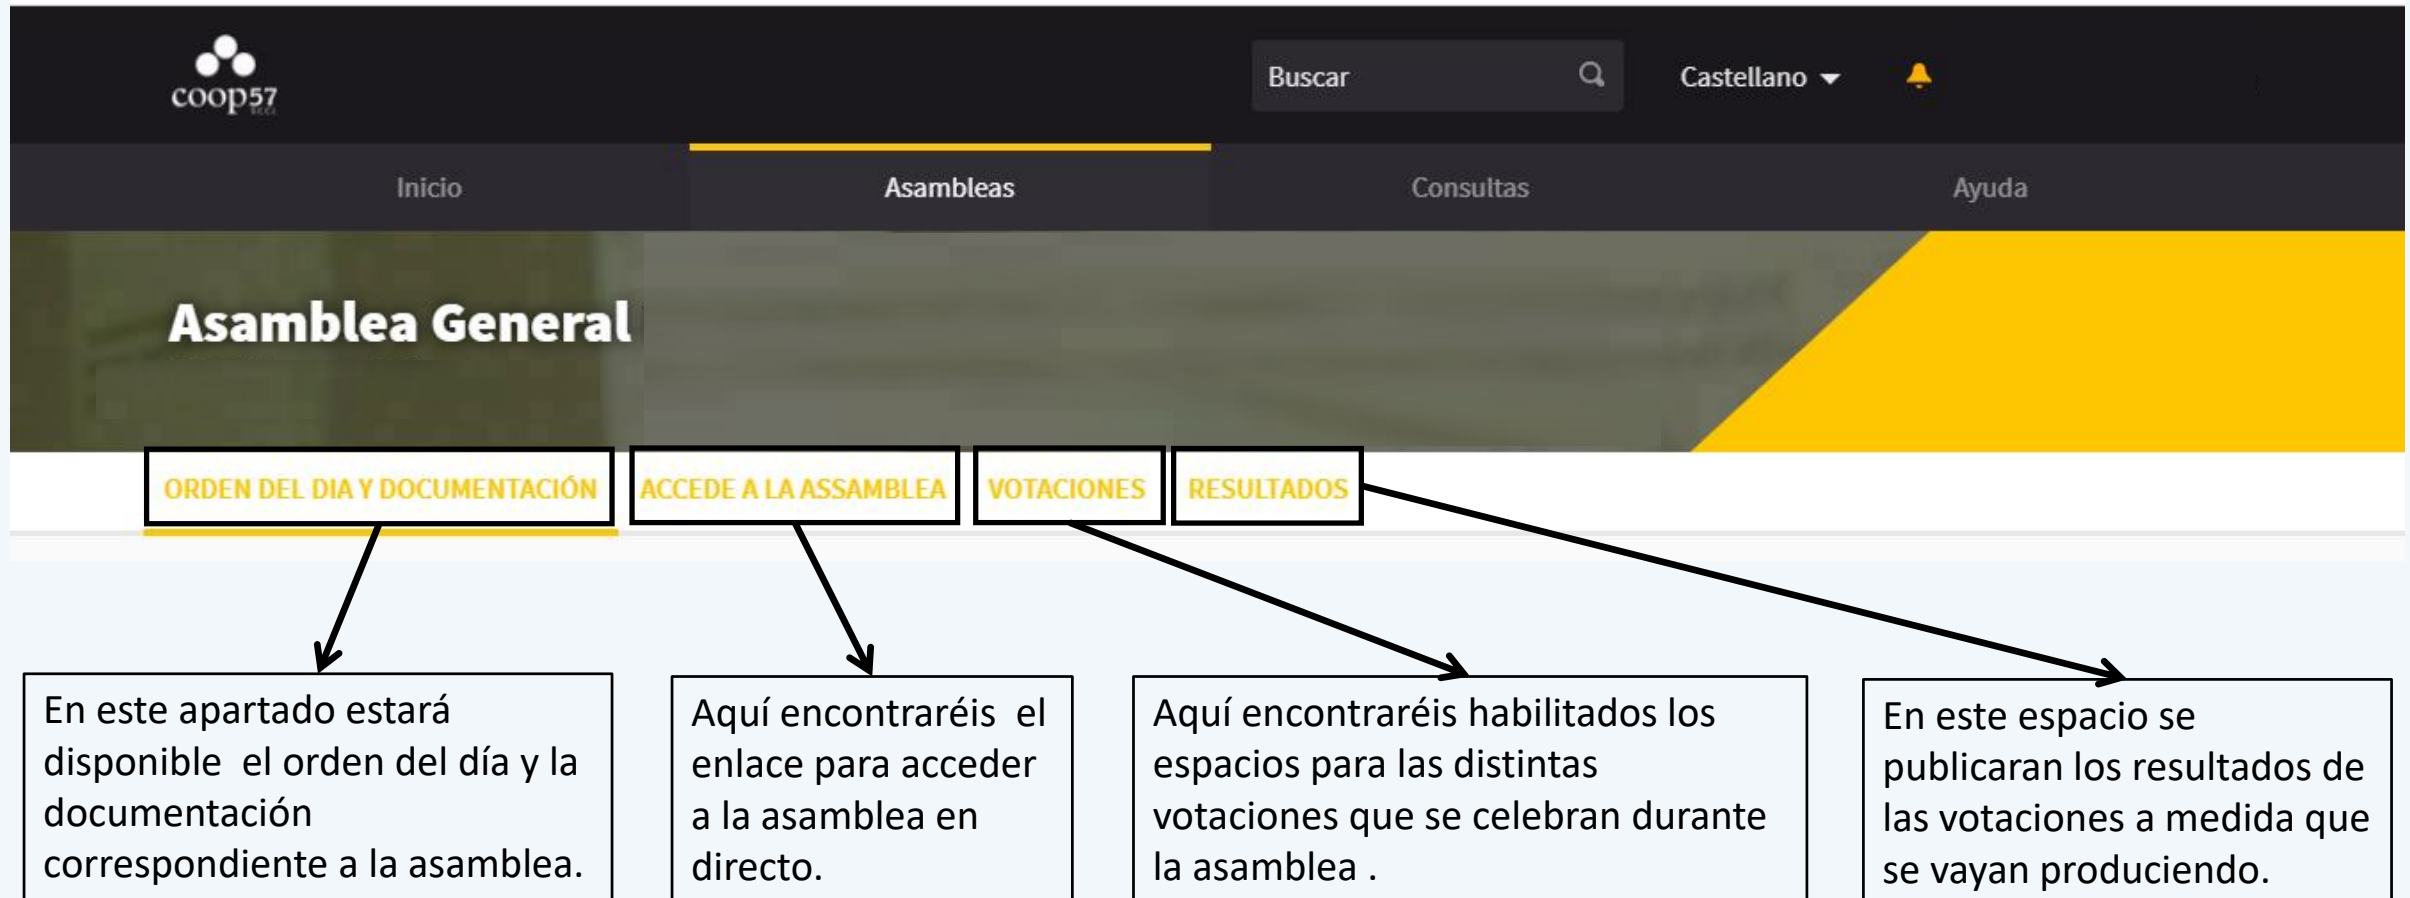 coop57
SCCL
Buscar
Castellano
Inicio
Asambleas
Consultas
Ayuda
Asamblea General
ORDEN DEL DIA Y DOCUMENTACIÓN
ACCEDE A LA ASSAMBLEA
VOTACIONES
RESULTADOS
En este apartado estará
disponible el orden del día y la
documentación
correspondiente a la asamblea.
Aquí encontraréis el
enlace para acceder
a la asamblea en
directo.
Aquí encontraréis habilitados los
espacios para las distintas
votaciones que se celebran durante
la asamblea .
En este espacio se
publicaran los resultados de
las votaciones a medida que
se vayan produciendo.